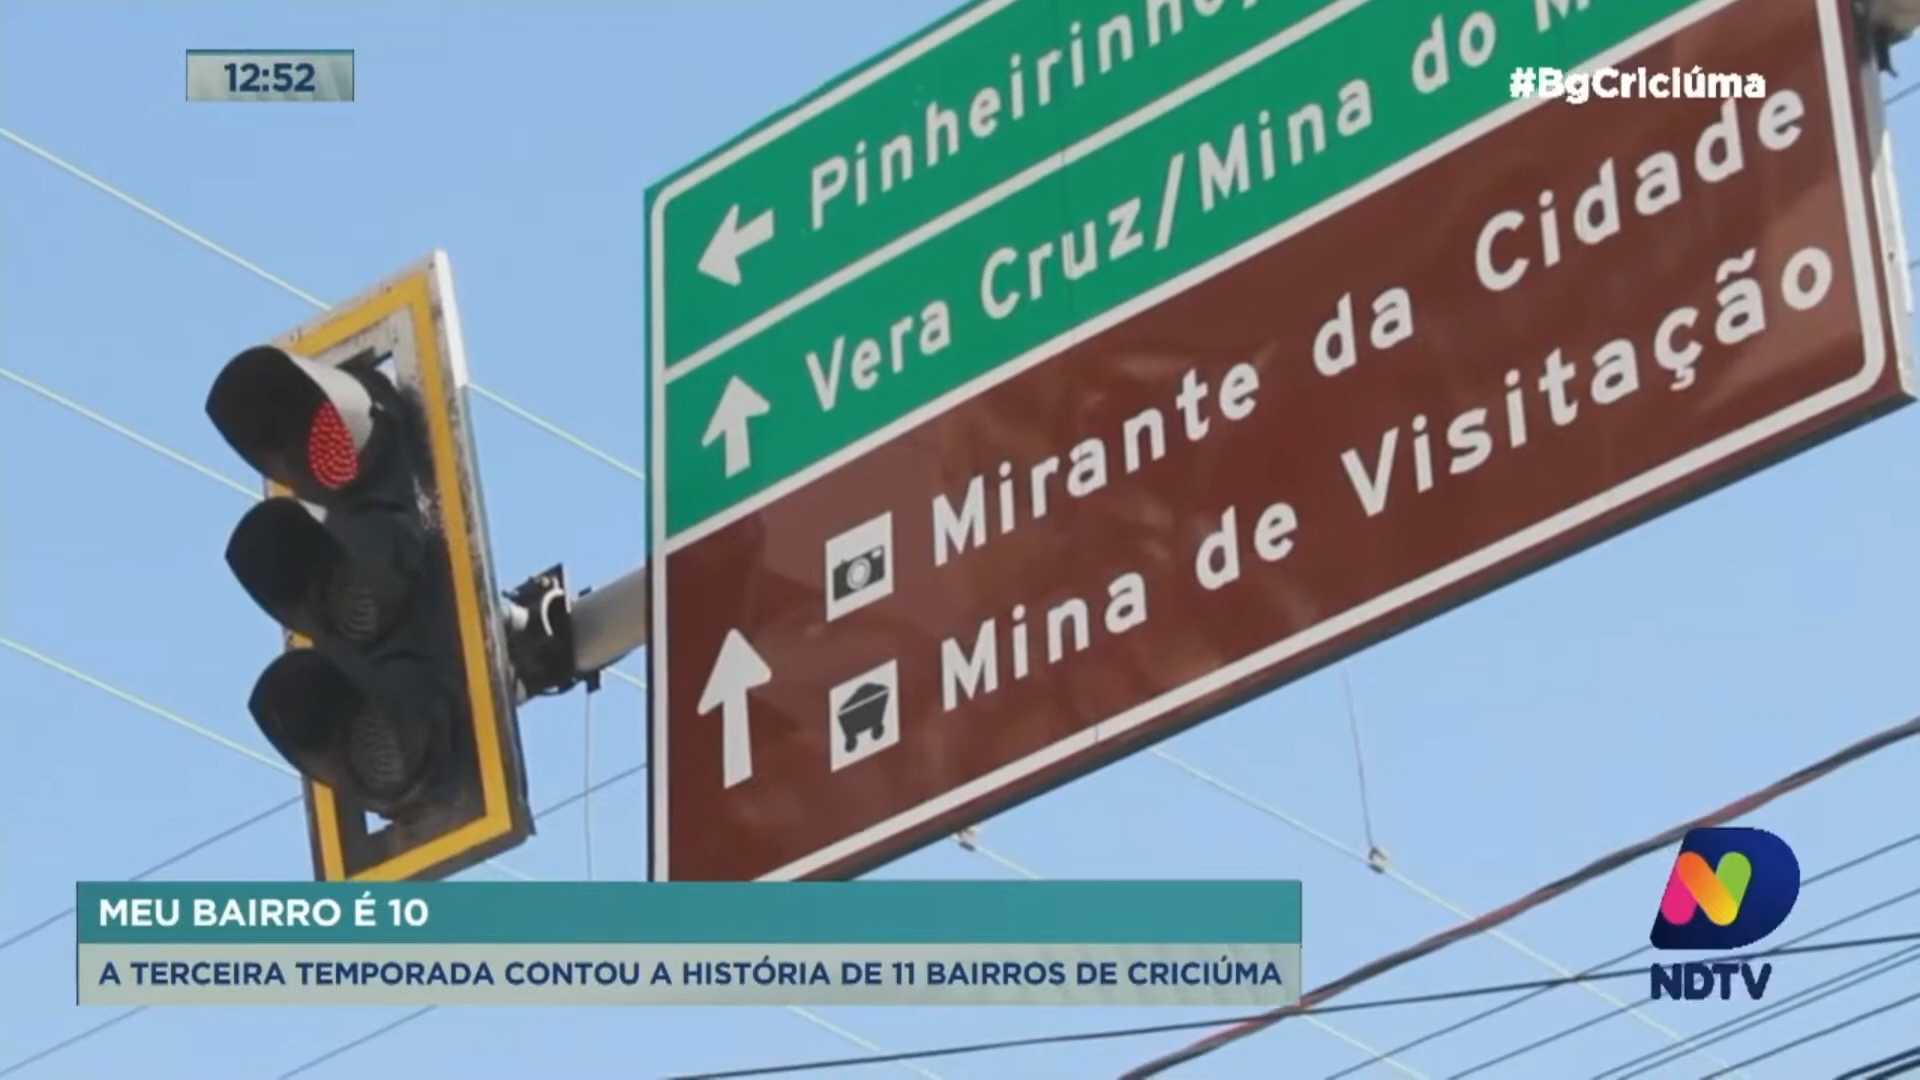 12:52
#BgCriciúma
Pinheirinho
Vera Cruz/Mina do
Mirante da Cidade
Mina de Visitação
MEU BAIRRO É 10
A TERCEIRA TEMPORADA CONTOU A HISTÓRIA DE 11 BAIRROS DE CRICIÚMA
NDTV